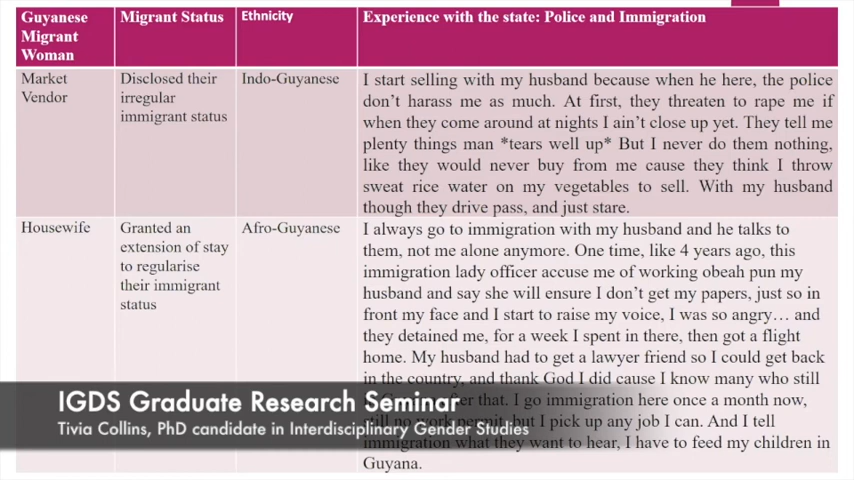 Guyanese Migrant Woman
Migrant Status
Ethnicity
Experience with the state: Police and Immigration
Market Vendor
Disclosed their irregular immigrant status
Indo-Guyanese
I start selling with my husband because when he here, the police
don't harass me as much. At first, they threaten to rape me if
when they come around at nights I ain't close up yet. They tell me
plenty things man *tears well up* But I never do them nothing,
like they would never buy from me cause they think I throw
sweat rice water on my vegetables to sell. With my husband
though they drive pass, and just stare.
Housewife
Granted an extension of stay to regularise their immigrant status
Afro-Guyanese
I always go to immigration with my husband and he talks to
them, not me alone anymore. One time, like 4 years ago, this
immigration lady officer accuse me of working obeah pun my
husband and say she will ensure I don't get my papers, just so in
front my face and I start to raise my voice, I was so angry… and
they detained me, for a week I spent in there, then got a flight
home. My husband had to get a lawyer friend so I could get back
in the country, and thank God I did cause I know many who still
after that. I go immigration here once a month now,
still no work permit, but I pick up any job I can. And I tell
immigration what they want to hear, I have to feed my children in
Guyana.
IGDS Graduate Research Seminar
Tivia Collins, PhD candidate in Interdisciplinary Gender Studies